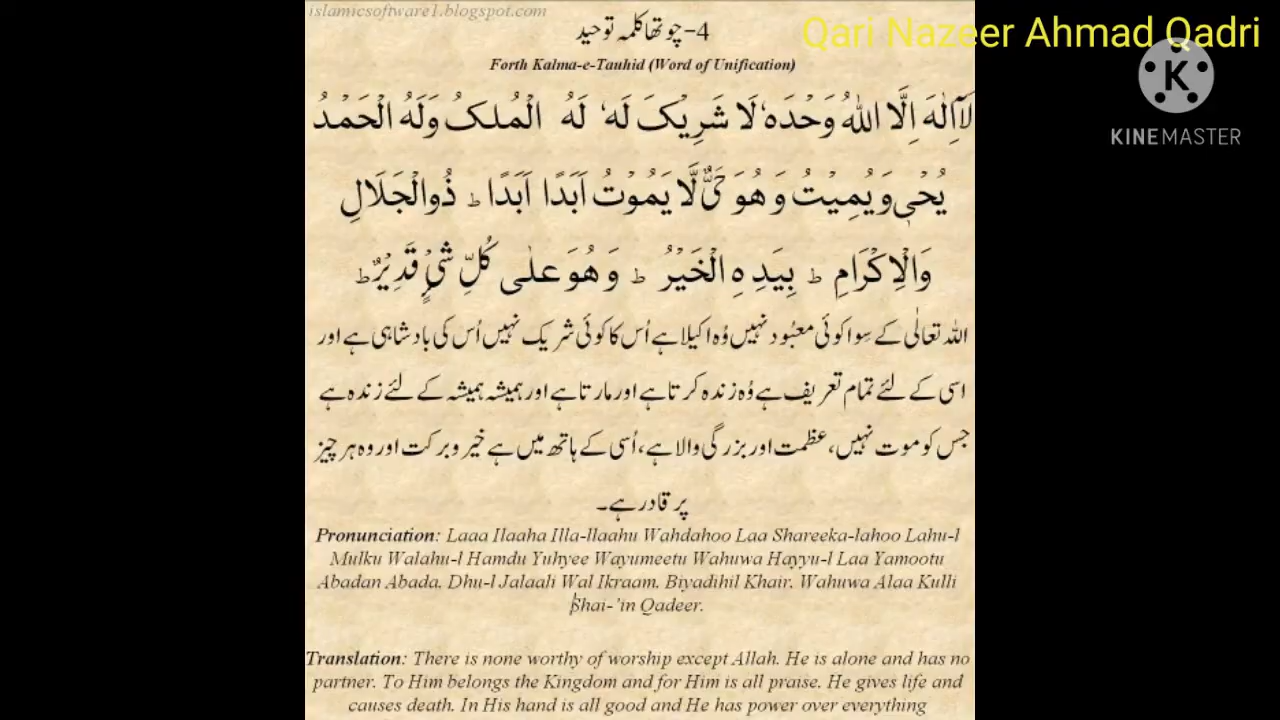 islamicsoftware1.blogspot.com
Qari Nazeer Ahmad Qadri
K
KINEMASTER
4-چوتھا کلمہ توحید
Forth Kalma-e-Tauhid (Word of Unification)
لَآاِلٰهَ اِلَّا اللهُ وَحْدَهٗ لَا شَرِيْكَ لَهٗ لَهُ الْمُلْكُ وَلَهُ الْحَمْدُ
يُحْيٖ وَ يُمِيْتُ وَ هُوَ حَيٌّ لَّا يَمُوْتُ اَبَدًا اَبَدًا ؕ ذُوالْجَلَالِ
وَالْاِكْرَامِ ؕ بِيَدِهِ الْخَيْرُ ؕ وَهُوَ عَلٰى كُلِّ شَيْءٍ قَدِيْرٌ ؕ
اللہ تعالٰی کے سِوا کوئی معبُود نہیں وُہ اکیلا ہے اُس کا کوئی شریک نہیں اُس کی بادشاہی ہے اور
اسی کے لئے تمام تعریف ہے وُہ زندہ کرتا ہے اور مارتا ہے اور ہمیشہ ہمیشہ کے لئے زندہ ہے
جس کو موت نہیں، عظمت اور بزرگی والا ہے، اُسی کے ہاتھ میں ہے خیر و برکت اور وہ ہر چیز
پر قادر ہے۔
Pronunciation: Laaa Ilaaha Illa-llaahu Wahdahoo Laa Shareeka-lahoo Lahu-l
Mulku Walahu-l Hamdu Yuhyee Wayumeetu Wahuwa Hayyu-l Laa Yamootu
Abadan Abada. Dhu-l Jalaali Wal Ikraam. Biyadihil Khair. Wahuwa Alaa Kulli
Shai-'in Qadeer.
Translation: There is none worthy of worship except Allah. He is alone and has no
partner. To Him belongs the Kingdom and for Him is all praise. He gives life and
causes death. In His hand is all good and He has power over everything